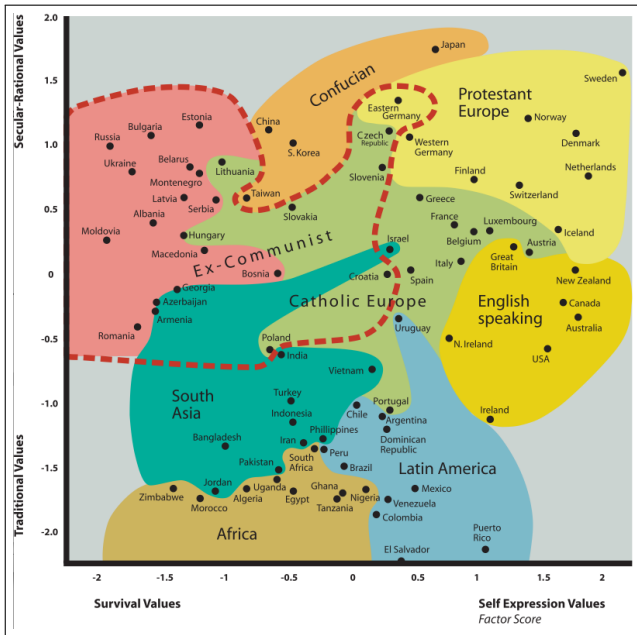 2.0
Japan
Secular-Rational Values
1.5
Confucian
Sweden
Eastern
Germany
Protestant
Europe
Estonia
China
Norway
Bulgaria
Russia
1.0
S. Korea
Czech
Republic
Western
Germany
Denmark
Belarus
Ukraine
Lithuania
Montenegro
Slovenia
Finland
Netherlands
Switzerland
0.5
Latvia
Serbia
Taiwan
Greece
Albania
Slovakia
France
Luxembourg
Moldovia
Hungary
Israel
Belgium
Iceland
Macedonia
Ex-Communist
Italy
Great
Britain
Austria
0
Bosnia
Croatia
Spain
New Zealand
Georgia
Azerbaijan
Catholic Europe
English
speaking
Canada
Armenia
Uruguay
Australia
Romania
-0.5
Poland
India
N. Ireland
USA
Vietnam
South
Asia
Turkey
-1.0
Indonesia
Chile
Portugal
Argentina
Ireland
Bangladesh
Iran
Phillippines
Dominican
Republic
Traditional Values
-1.5
Pakistan
South
Africa
Peru
Brazil
Latin America
Jordan
Uganda
Ghana
Mexico
Zimbabwe
Morocco
Algeria
Egypt
Tanzania
Nigeria
Venezuela
Colombia
-2.0
Africa
Puerto
Rico
El Salvador
-2 -1.5 -1 -0.5 0 0.5 1 1.5 2
Survival Values
Self Expression Values
Factor Score